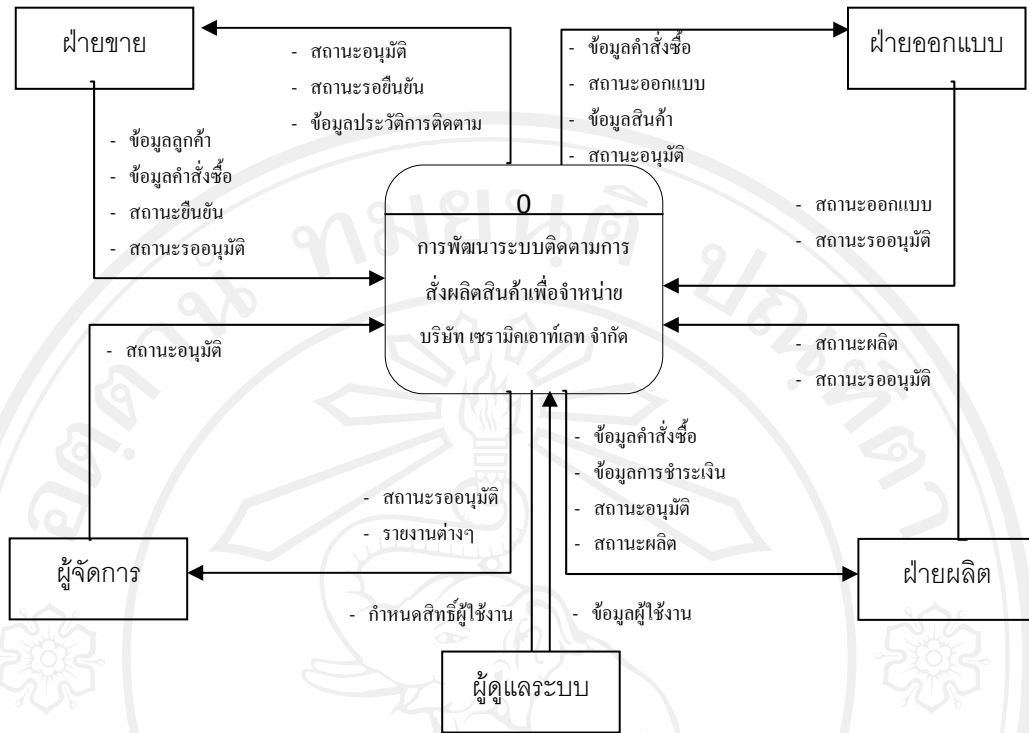 ฝ่ายขาย
- สถานะอนุมัติ
- สถานะรอยืนยัน
- ข้อมูลประวัติการติดตาม
- ข้อมูลคำสั่งซื้อ
- สถานะออกแบบ
- ข้อมูลสินค้า
- สถานะอนุมัติ
ฝ่ายออกแบบ
- ข้อมูลลูกค้า
- ข้อมูลคำสั่งซื้อ
- สถานะยืนยัน
- สถานะรออนุมัติ
0
การพัฒนาระบบติดตามการ
สั่งผลิตสินค้าเพื่อจำหน่าย
บริษัท เซรามิคเอาท์เลท จำกัด
- สถานะออกแบบ
- สถานะรออนุมัติ
- สถานะอนุมัติ
- สถานะผลิต
- สถานะรออนุมัติ
- สถานะรออนุมัติ
- รายงานต่างๆ
- ข้อมูลคำสั่งซื้อ
- ข้อมูลการชำระเงิน
- สถานะอนุมัติ
- สถานะผลิต
ผู้จัดการ
ฝ่ายผลิต
- กำหนดสิทธิ์ผู้ใช้งาน
- ข้อมูลผู้ใช้งาน
ผู้ดูแลระบบ